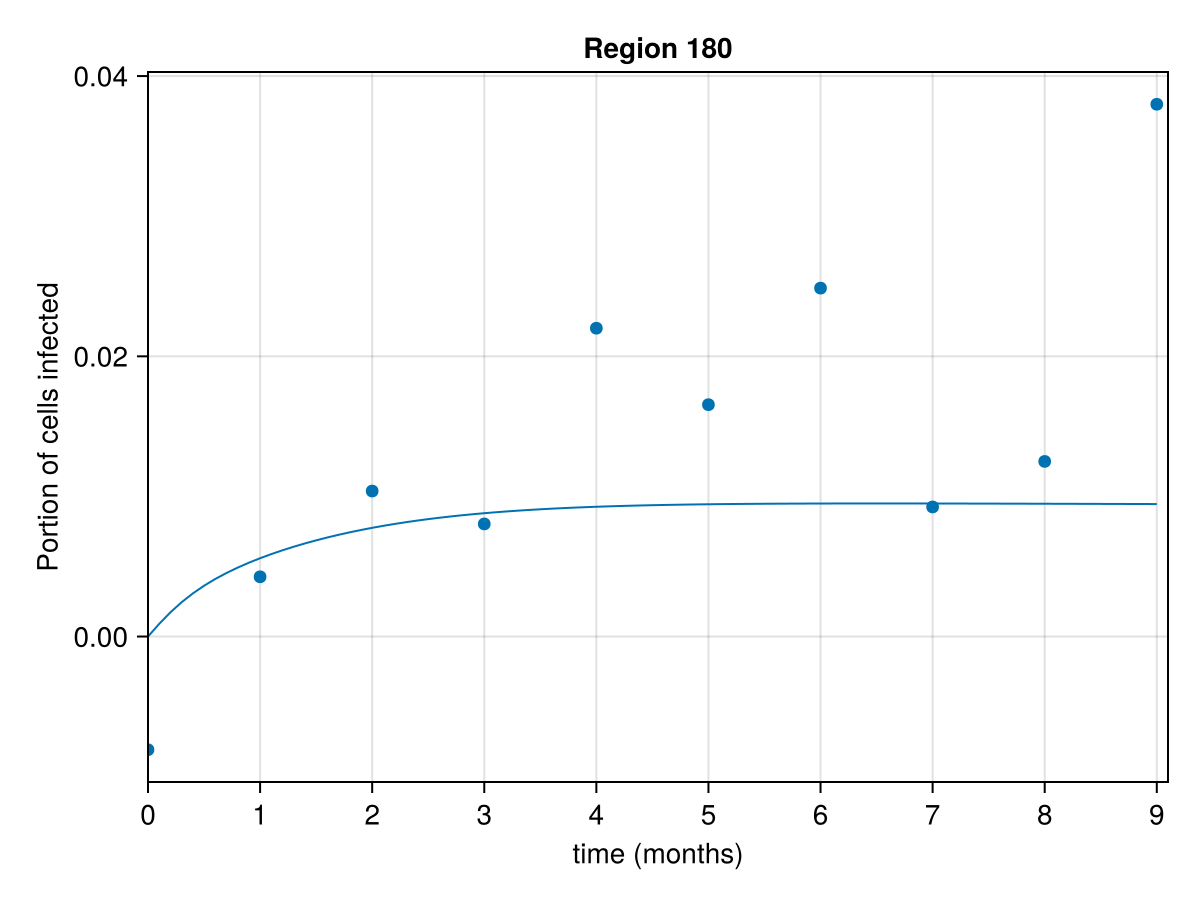 Region 180
0.04
0.02
0.00
Portion of cells infected
0 1 2 3 4 5 6 7 8 9
time (months)